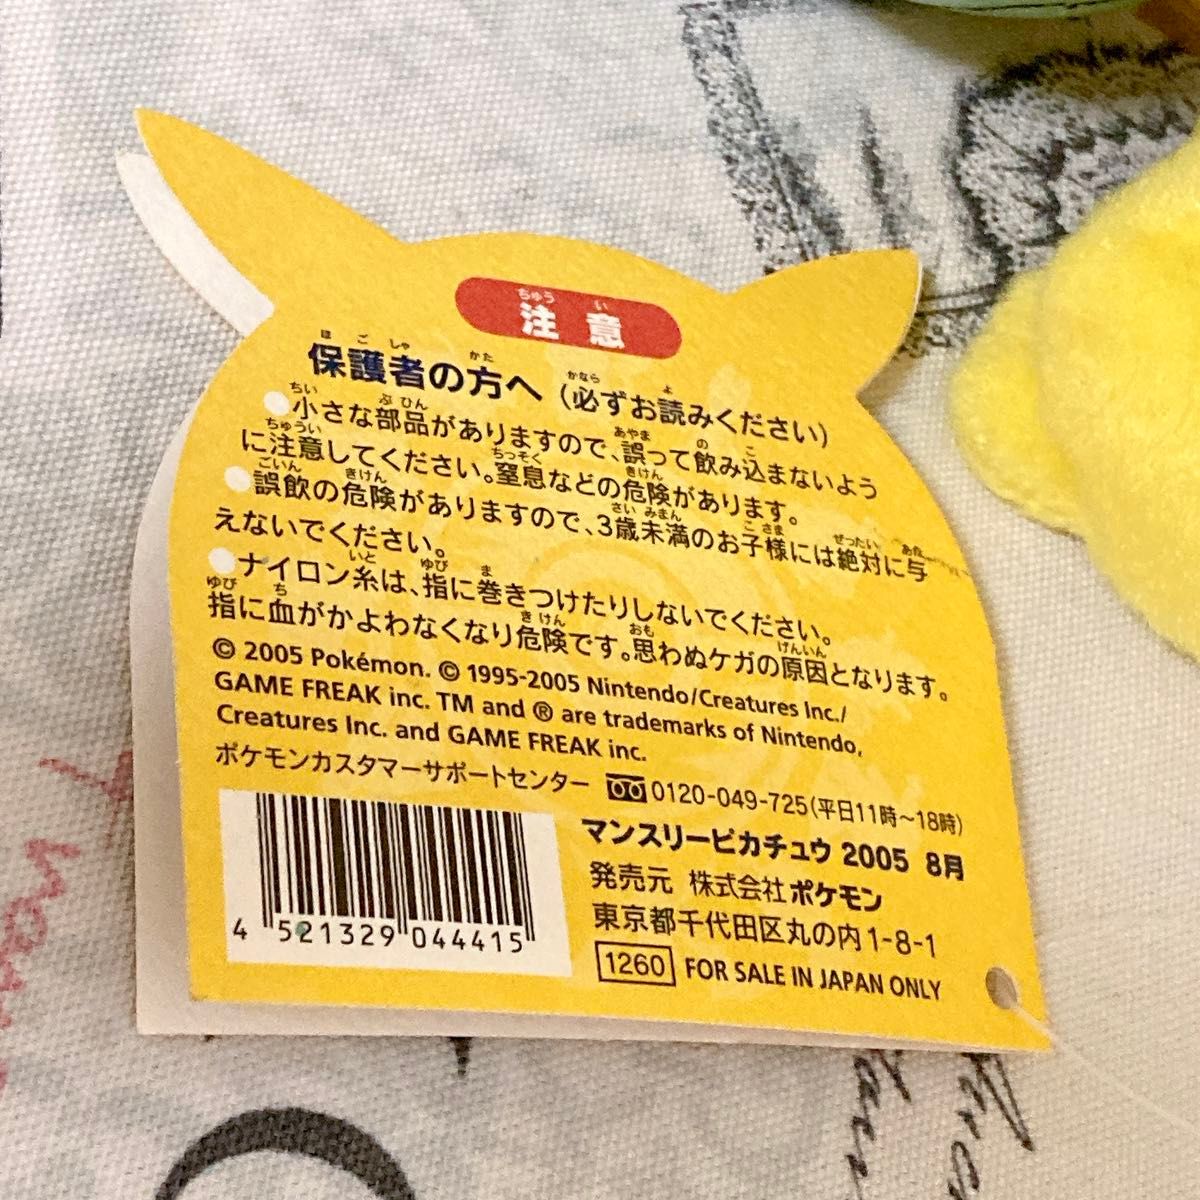 注意
保護者の方へ(必ずお読みください)
●小さな部品がありますので、誤って飲み込まないよう
に注意してください。窒息などの危険があります。
●誤飲の危険がありますので、3歳未満のお子様には絶対に与
えないでください。
●ナイロン糸は、指に巻きつけたりしないでください。
指に血がかよわなくなり危険です。思わぬケガの原因となります。
© 2005 Pokémon. © 1995-2005 Nintendo/Creatures Inc./
GAME FREAK inc. TM and ® are trademarks of Nintendo,
Creatures Inc. and GAME FREAK inc.
ポケモンカスタマーサポートセンター 0120-049-725(平日11時~18時)
マンスリーピカチュウ 2005 8月
発売元 株式会社ポケモン
東京都千代田区丸の内1-8-1
1260 FOR SALE IN JAPAN ONLY
4 521329 044415